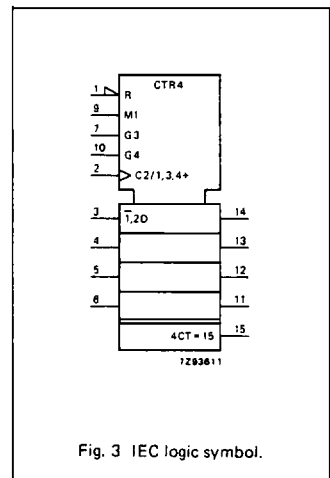 CTR4
1 R
9 M1
7 G3
10 G4
2 C2/1,3,4+
3 1,2D 14
4 13
5 12
6 11
4CT = 15 15
7Z93611
Fig. 3 IEC logic symbol.